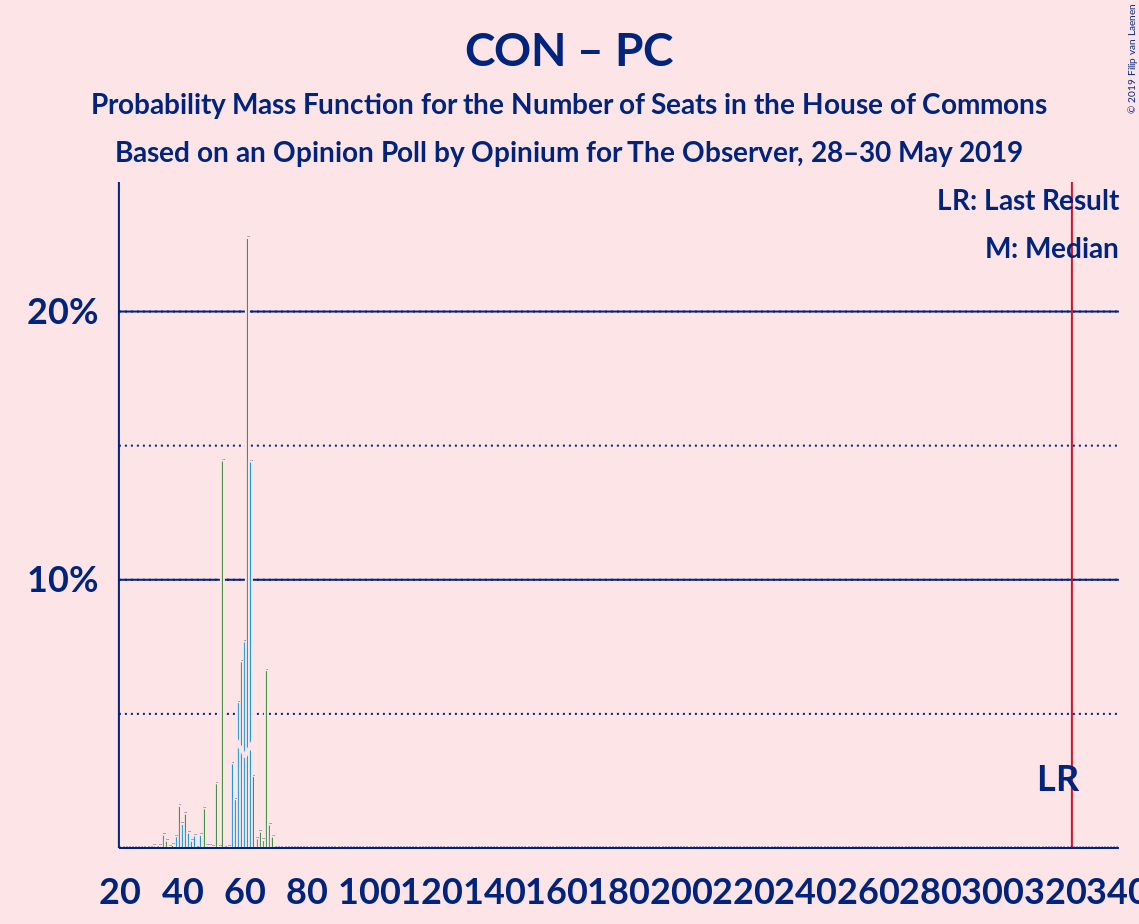 CON – PC
Probability Mass Function for the Number of Seats in the House of Commons
Based on an Opinion Poll by Opinium for The Observer, 28–30 May 2019
© 2019 Filip van Laenen
LR: Last Result
M: Median
20%
10%
LR
20 40 60 80 100 120 140 160 180 200 220 240 260 280 300 320 340